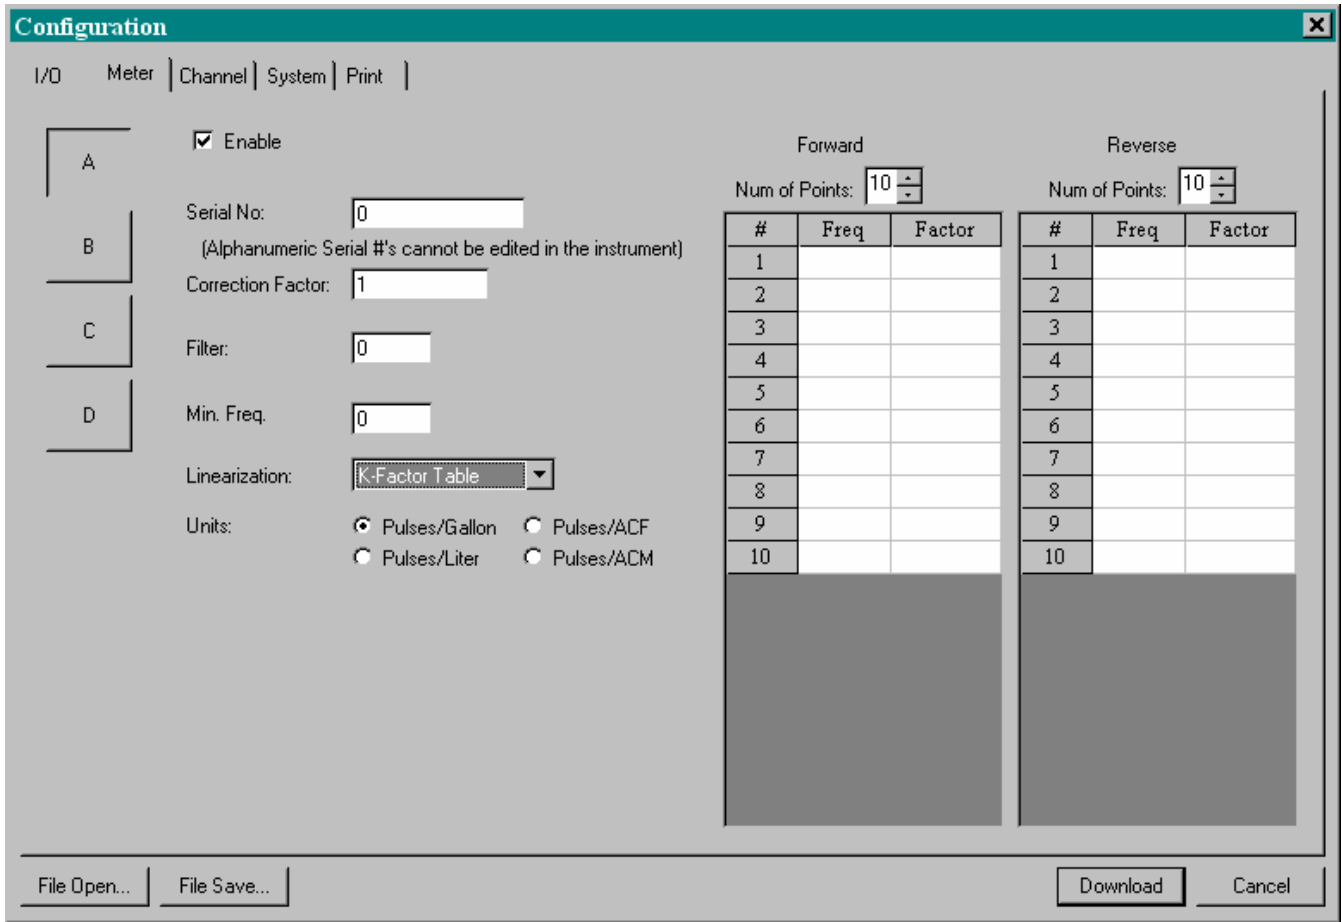 Configuration
I/O Meter Channel System Print
A
B
C
D
Enable
Serial No: 0
(Alphanumeric Serial #'s cannot be edited in the instrument)
Correction Factor: 1
Filter: 0
Min. Freq. 0
Linearization: K-Factor Table
Units: Pulses/Gallon Pulses/ACF
Pulses/Liter Pulses/ACM
Forward
Num of Points: 10
# Freq Factor
1
2
3
4
5
6
7
8
9
10
Reverse
Num of Points: 10
# Freq Factor
1
2
3
4
5
6
7
8
9
10
File Open... File Save... Download Cancel